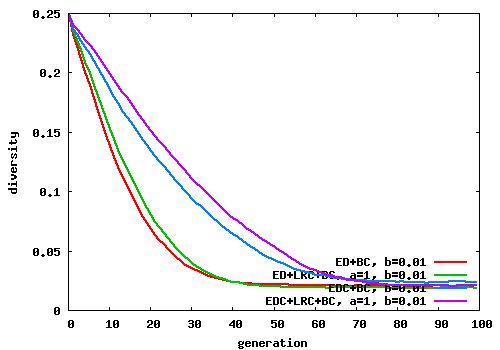 0.25
0.2
0.15
0.1
0.05
0
diversity
ED+BC, b=0.01
ED+LRC+BC, a=1, b=0.01
EDC+BC, b=0.01
EDC+LRC+BC, a=1, b=0.01
0 10 20 30 40 50 60 70 80 90 100
generation